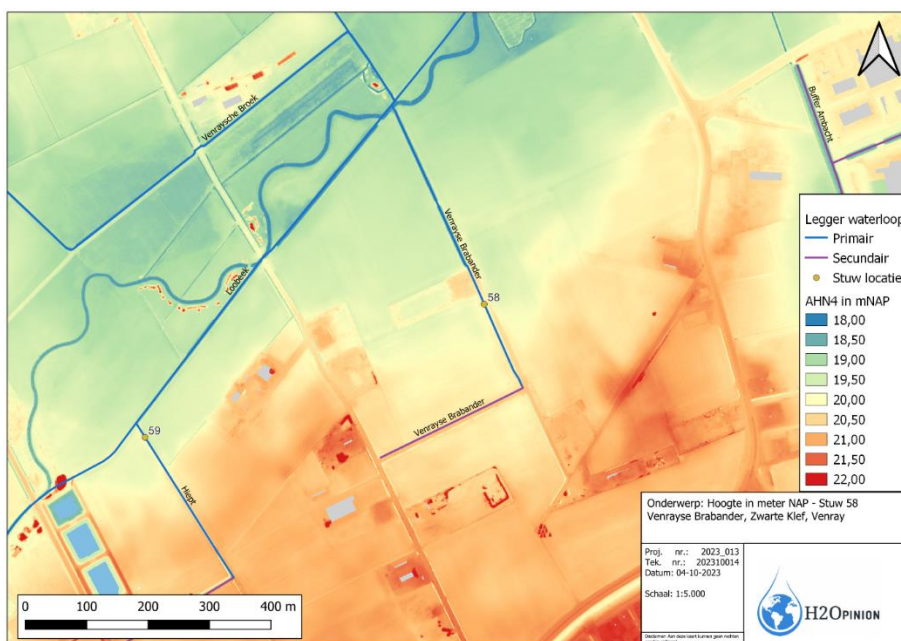 Venraysche Broek
Loobeek
Venrayse Brabander
58
Venrayse Brabander
59
Hiept
Buffer Ambacht
Legger waterloop
Primair
Secundair
Stuw locatie
AHN4 in mNAP
18,00
18,50
19,00
19,50
20,00
20,50
21,00
21,50
22,00
0 100 200 300 400 m
Onderwerp: Hoogte in meter NAP - Stuw 58
Venrayse Brabander, Zwarte Klef, Venray
Proj. nr.: 2023_013
Tek. nr.: 202310014
Datum: 04-10-2023
Schaal: 1:5.000
H2OPINION